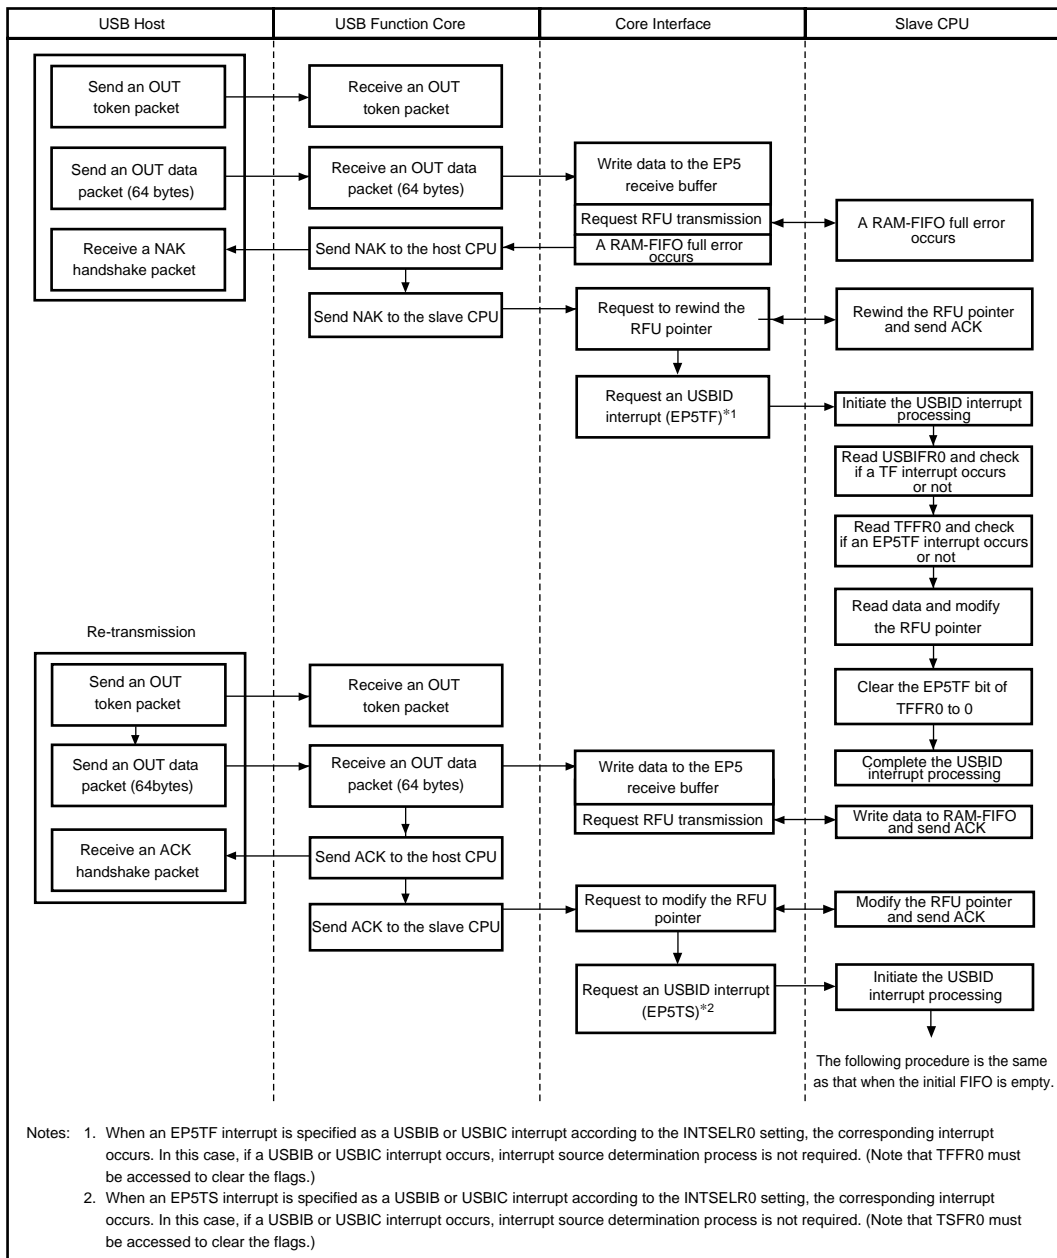 USB Host
USB Function Core
Core Interface
Slave CPU
Send an OUT
token packet
Receive an OUT
token packet
Send an OUT data
packet (64 bytes)
Receive an OUT data
packet (64 bytes)
Write data to the EP5
receive buffer
Request RFU transmission
A RAM-FIFO full error
occurs
A RAM-FIFO full error
occurs
Receive a NAK
handshake packet
Send NAK to the host CPU
Send NAK to the slave CPU
Request to rewind the
RFU pointer
Rewind the RFU pointer
and send ACK
Request an USBID
interrupt (EP5TF)*1
Initiate the USBID interrupt
processing
Read USBIFR0 and check
if a TF interrupt occurs
or not
Read TFFR0 and check
if an EP5TF interrupt occurs
or not
Read data and modify
the RFU pointer
Clear the EP5TF bit of
TFFR0 to 0
Complete the USBID
interrupt processing
Re-transmission
Send an OUT
token packet
Receive an OUT
token packet
Send an OUT data
packet (64bytes)
Receive an OUT data
packet (64 bytes)
Write data to the EP5
receive buffer
Request RFU transmission
Write data to RAM-FIFO
and send ACK
Receive an ACK
handshake packet
Send ACK to the host CPU
Send ACK to the slave CPU
Request to modify the RFU
pointer
Modify the RFU pointer
and send ACK
Request an USBID interrupt
(EP5TS)*2
Initiate the USBID
interrupt processing
The following procedure is the same
as that when the initial FIFO is empty.
Notes: 1. When an EP5TF interrupt is specified as a USBIB or USBIC interrupt according to the INTSELR0 setting, the corresponding interrupt
occurs. In this case, if a USBIB or USBIC interrupt occurs, interrupt source determination process is not required. (Note that TFFR0 must
be accessed to clear the flags.)
2. When an EP5TS interrupt is specified as a USBIB or USBIC interrupt according to the INTSELR0 setting, the corresponding interrupt
occurs. In this case, if a USBIB or USBIC interrupt occurs, interrupt source determination process is not required. (Note that TSFR0 must
be accessed to clear the flags.)